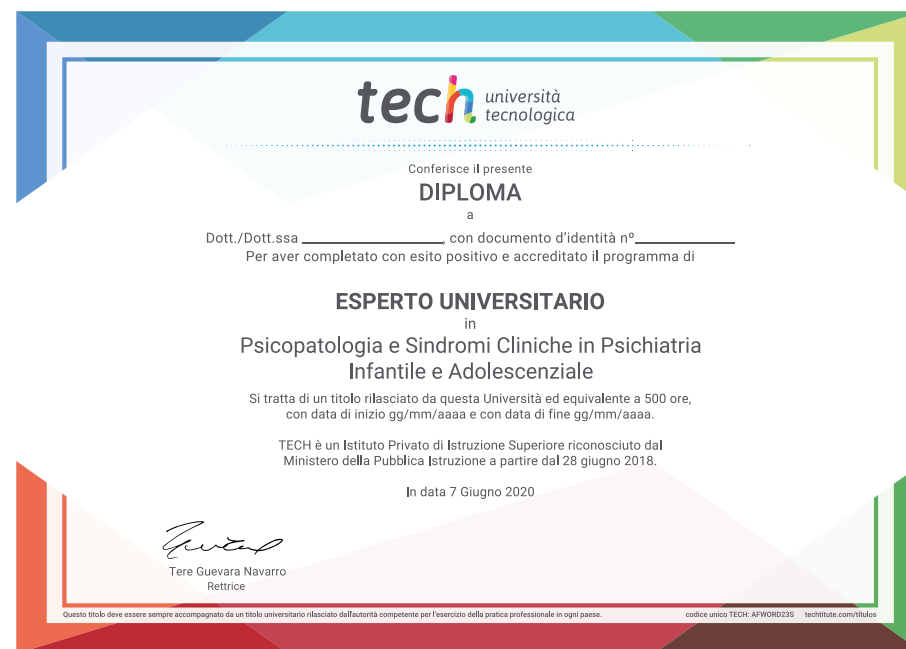 tech università
tecnologica
Conferisce il presente
DIPLOMA
a
Dott./Dott.ssa ____________________, con documento d'identità nº______________
Per aver completato con esito positivo e accreditato il programma di
ESPERTO UNIVERSITARIO
in
Psicopatologia e Sindromi Cliniche in Psichiatria
Infantile e Adolescenziale
Si tratta di un titolo rilasciato da questa Università ed equivalente a 500 ore,
con data di inizio gg/mm/aaaa e con data di fine gg/mm/aaaa.
TECH è un Istituto Privato di Istruzione Superiore riconosciuto dal
Ministero della Pubblica Istruzione a partire dal 28 giugno 2018.
In data 7 Giugno 2020
Tere Guevara Navarro
Rettrice
Questo titolo deve essere sempre accompagnato da un titolo universitario rilasciato dall'autorità competente per l'esercizio della pratica professionale in ogni paese. codice unico TECH: AFWORD23S techtitute.com/titulos